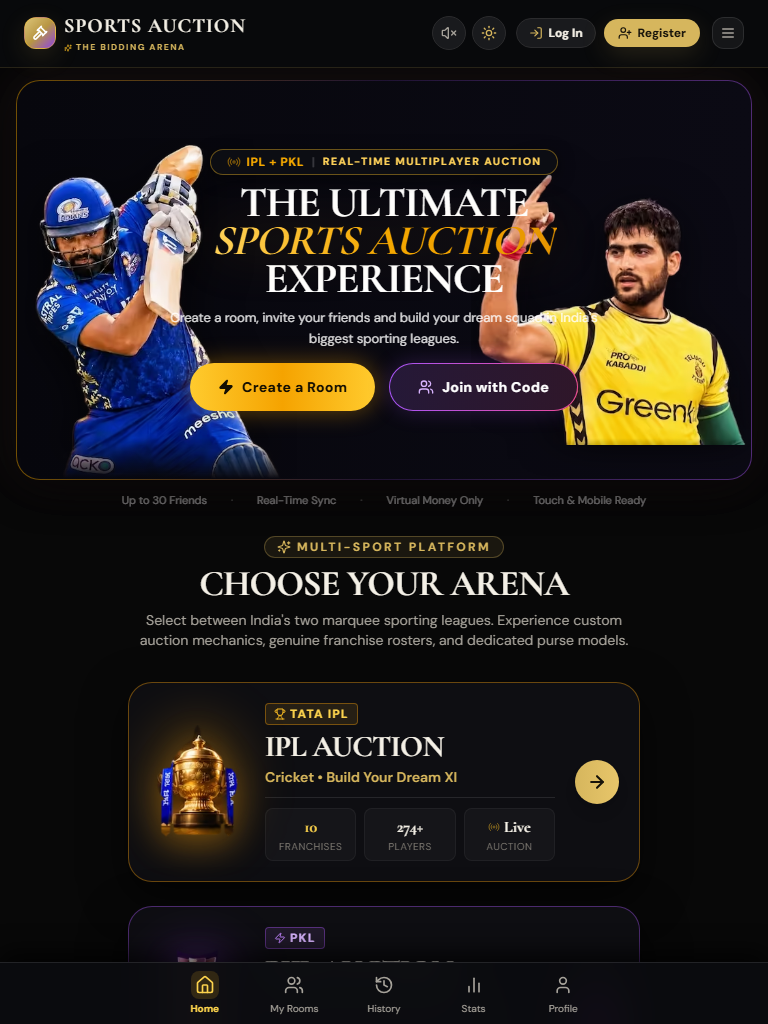 SPORTS AUCTION
THE BIDDING ARENA
Log In
Register
IPL + PKL | REAL-TIME MULTIPLAYER AUCTION
THE ULTIMATE
SPORTS AUCTION
EXPERIENCE
Create a room, invite your friends and build your dream squad in India's
biggest sporting leagues.
Create a Room
Join with Code
meesho
ACKO
PRO
KABADDI
Green
Up to 30 Friends · Real-Time Sync · Virtual Money Only · Touch & Mobile Ready
MULTI-SPORT PLATFORM
CHOOSE YOUR ARENA
Select between India's two marquee sporting leagues. Experience custom
auction mechanics, genuine franchise rosters, and dedicated purse models.
TATA IPL
IPL AUCTION
Cricket • Build Your Dream XI
10 274+ Live
FRANCHISES PLAYERS AUCTION
PKL
Home My Rooms History Stats Profile